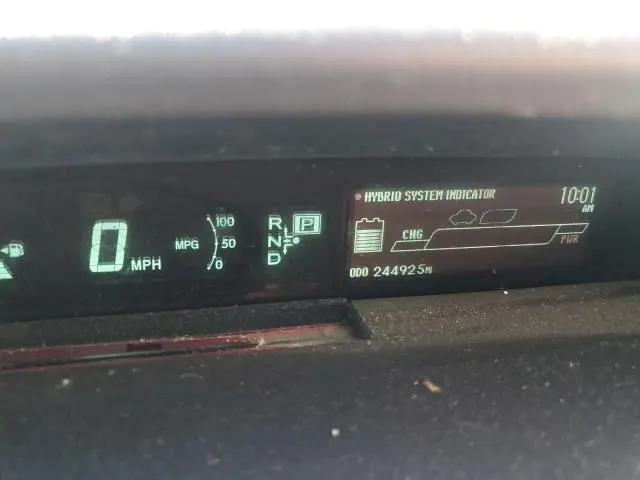 0 MPH
MPG
100
50
0
R
N
D
P
HYBRID SYSTEM INDICATOR
10:01
AM
CHG
PWR
ODO 244925 MI